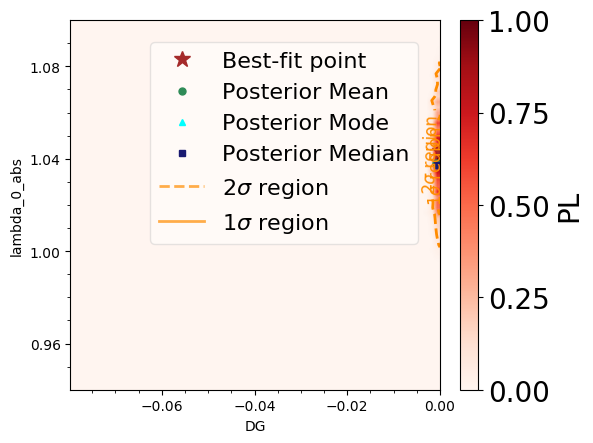 Best-fit point
Posterior Mean
Posterior Mode
Posterior Median
2σ region
1σ region
2σ region
1.08
1.04
1.00
0.96
lambda_0_abs
−0.06
−0.04
−0.02
0.00
DG
1.00
0.75
0.50
0.25
0.00
PL